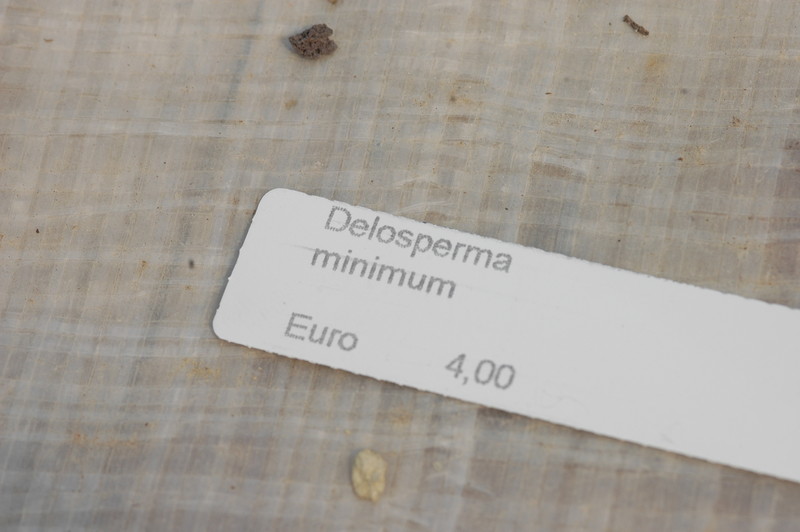 Delosperma
minimum
Euro 4,00